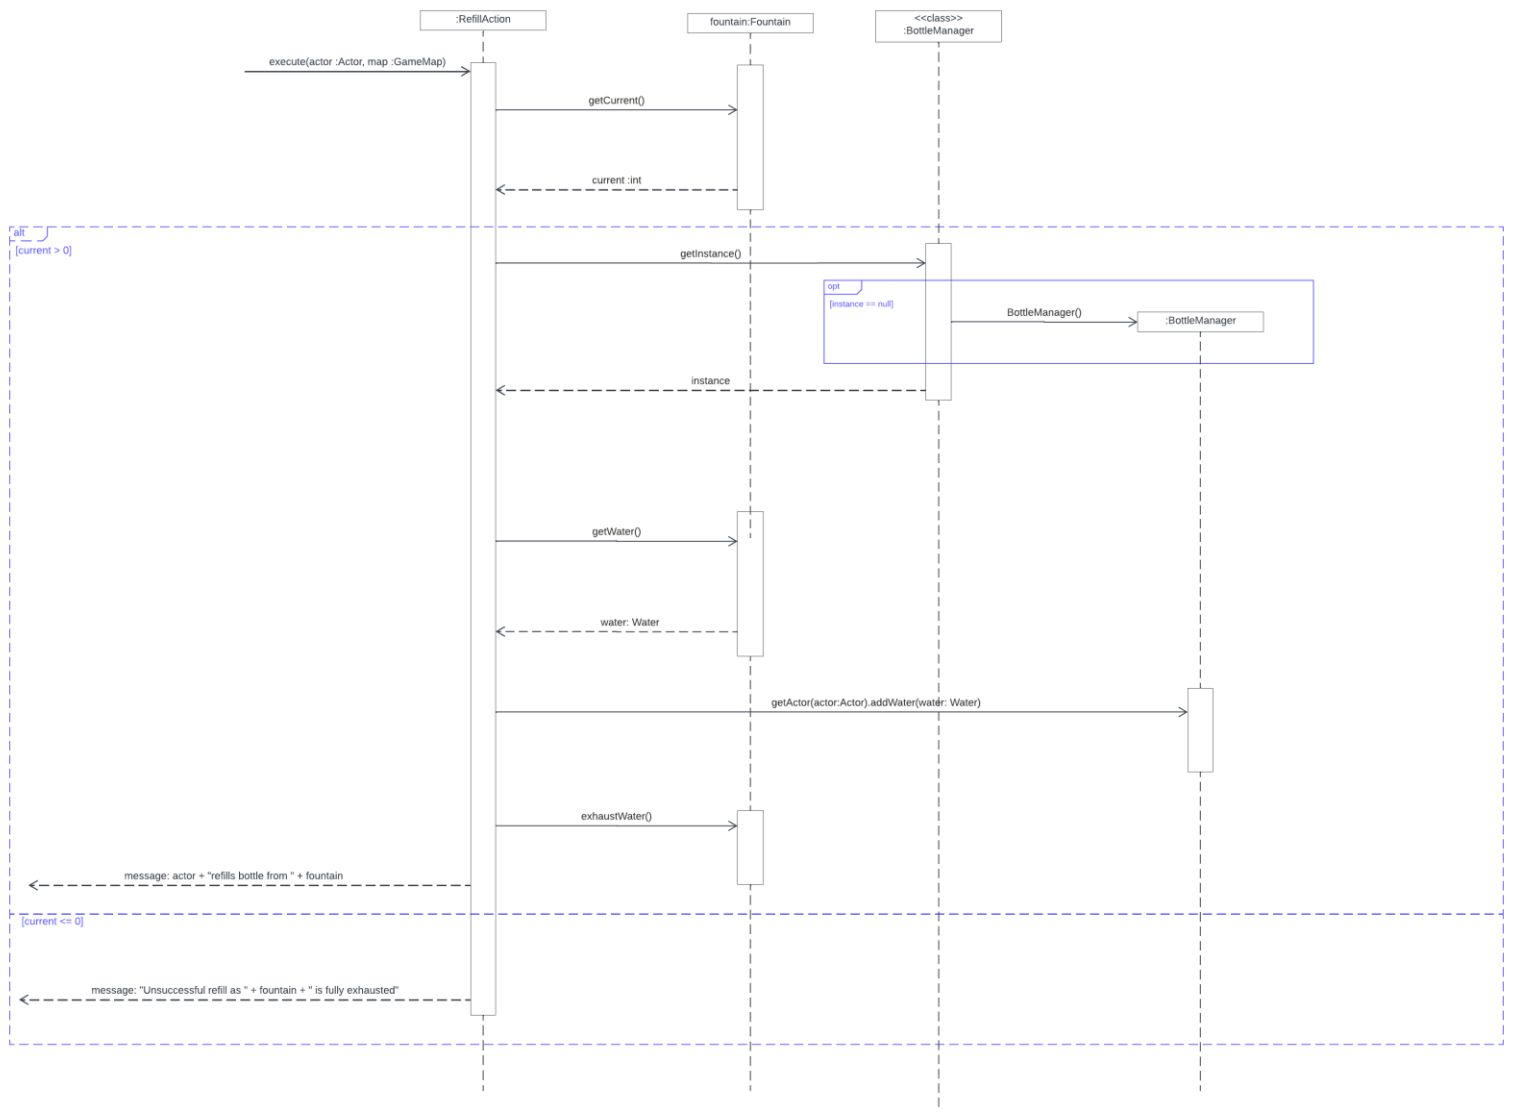 :RefillAction
fountain:Fountain
<<class>>
:BottleManager
execute(actor :Actor, map :GameMap)
getCurrent()
current :int
alt
[current > 0]
getInstance()
opt
[instance == null]
BottleManager()
:BottleManager
instance
getWater()
water: Water
getActor(actor:Actor).addWater(water: Water)
exhaustWater()
message: actor + "refills bottle from " + fountain
[current <= 0]
message: "Unsuccessful refill as " + fountain + " is fully exhausted"